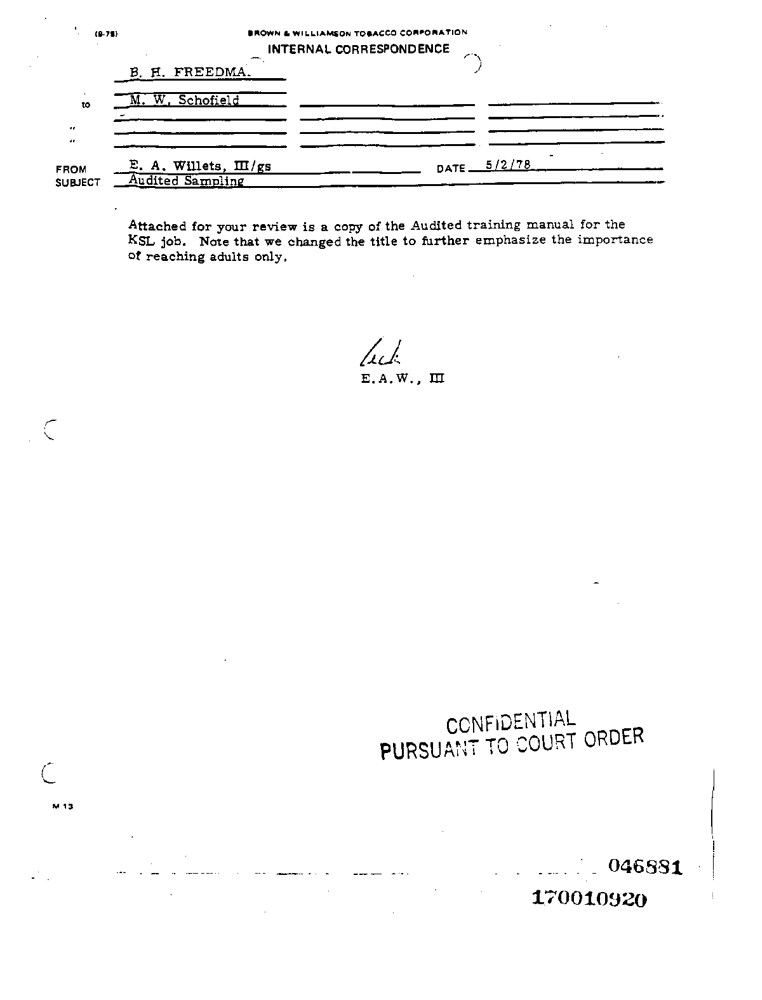 (9-78)
BROWN & WILLIAMSON TOBACCO CORPORATION
INTERNAL CORRESPONDENCE
B. H. FREEDMA.
to M. W. Schofield
"
"
FROM E. A. Willets, III/gs DATE 5/2/78
SUBJECT Audited Sampling
Attached for your review is a copy of the Audited training manual for the
KSL job. Note that we changed the title to further emphasize the importance
of reaching adults only.
E.A.W., III
CONFIDENTIAL
PURSUANT TO COURT ORDER
M 13
046881
170010920